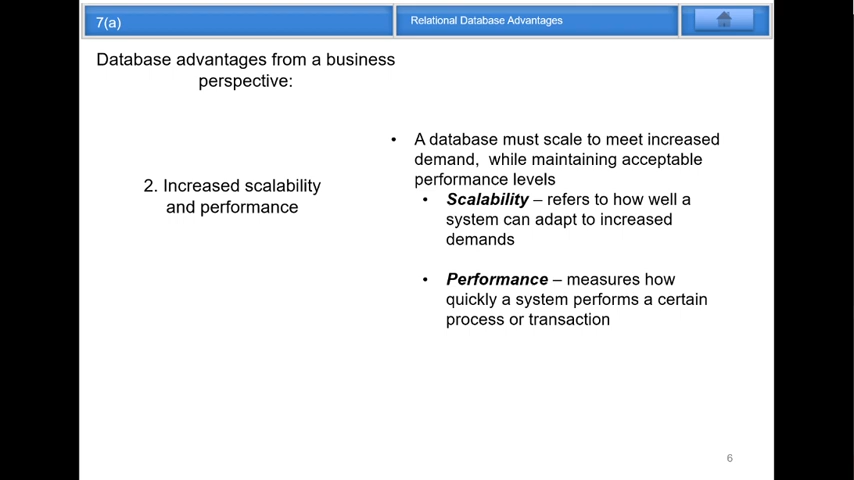 7(a)
Relational Database Advantages
Database advantages from a business
perspective:
2. Increased scalability
and performance
• A database must scale to meet increased
demand, while maintaining acceptable
performance levels
• Scalability – refers to how well a
system can adapt to increased
demands
• Performance – measures how
quickly a system performs a certain
process or transaction
6